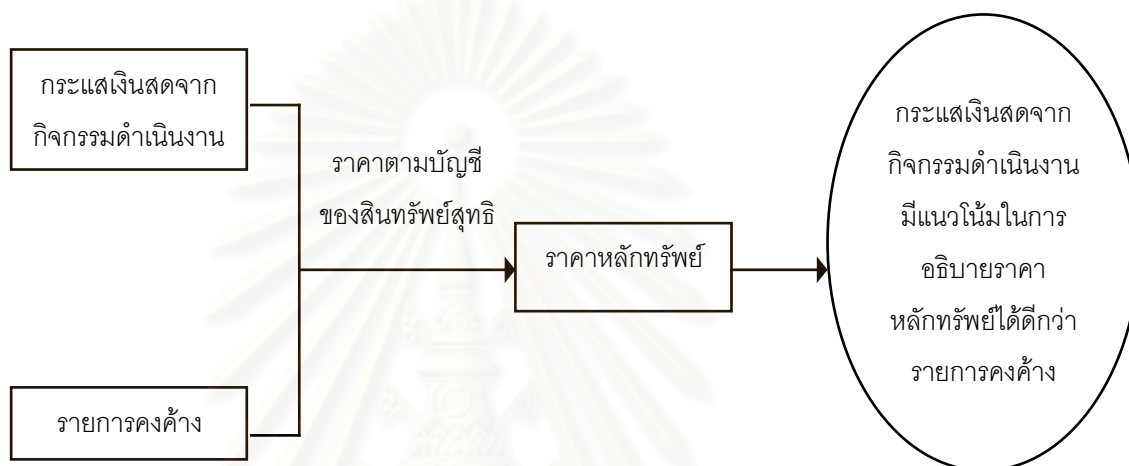 กระแสเงินสดจาก
กิจกรรมดำเนินงาน
ราคาตามบัญชี
ของสินทรัพย์สุทธิ
ราคาหลักทรัพย์
กระแสเงินสดจาก
กิจกรรมดำเนินงาน
มีแนวโน้มในการ
อธิบายราคา
หลักทรัพย์ได้ดีกว่า
รายการคงค้าง
รายการคงค้าง